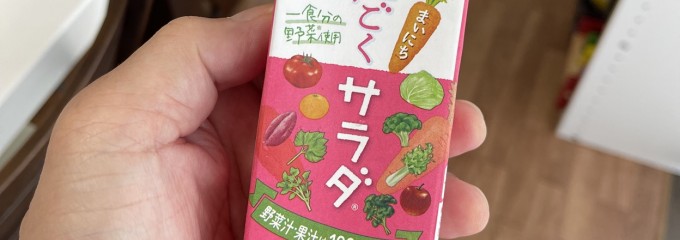 一食分の
野菜使用
まいにち
ごく
サラダ®
野菜汁・果汁